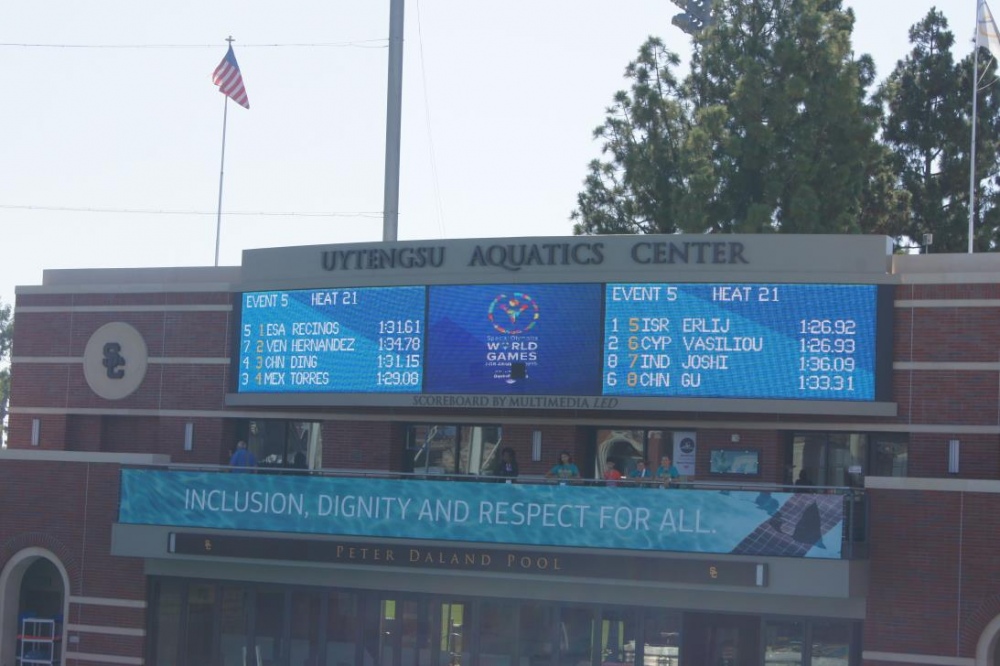 UYTENGSU AQUATICS CENTER
EVENT 5 HEAT 21
5 1 ESA RECINOS 1:31.61
7 2 VEN HERNANDEZ 1:34.78
4 3 CHN DING 1:31.15
3 4 MEX TORRES 1:29.08
WORLD
GAMES
EVENT 5 HEAT 21
1 5 ISR ERLIJ 1:26.92
2 6 CYP VASILIOU 1:26.93
8 7 IND JOSHI 1:36.09
6 8 CHN GU 1:33.31
SCOREBOARD BY MULTIMEDIA LED
SC
INCLUSION, DIGNITY AND RESPECT FOR ALL.
PETER DALAND POOL